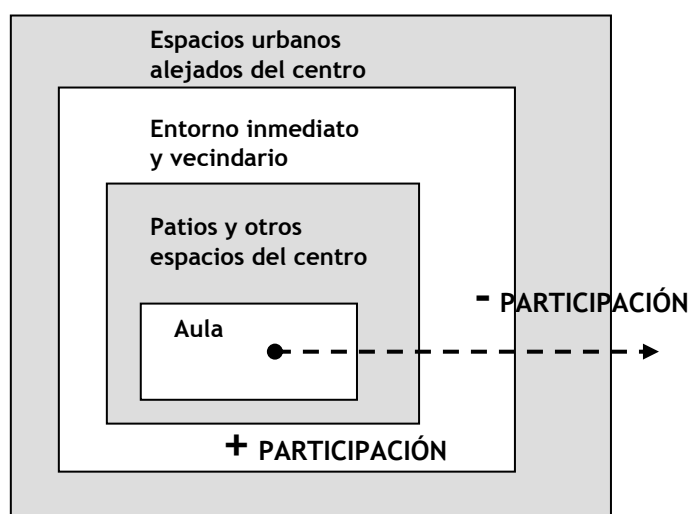 Espacios urbanos
alejados del centro
Entorno inmediato
y vecindario
Patios y otros
espacios del centro
- PARTICIPACIÓN
Aula
+ PARTICIPACIÓN